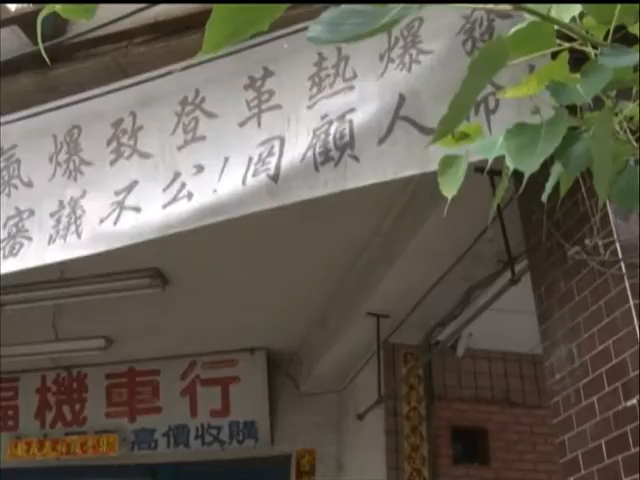 氣爆致登革熱爆發
審議不公!罔顧人命
福機車行
高價收購